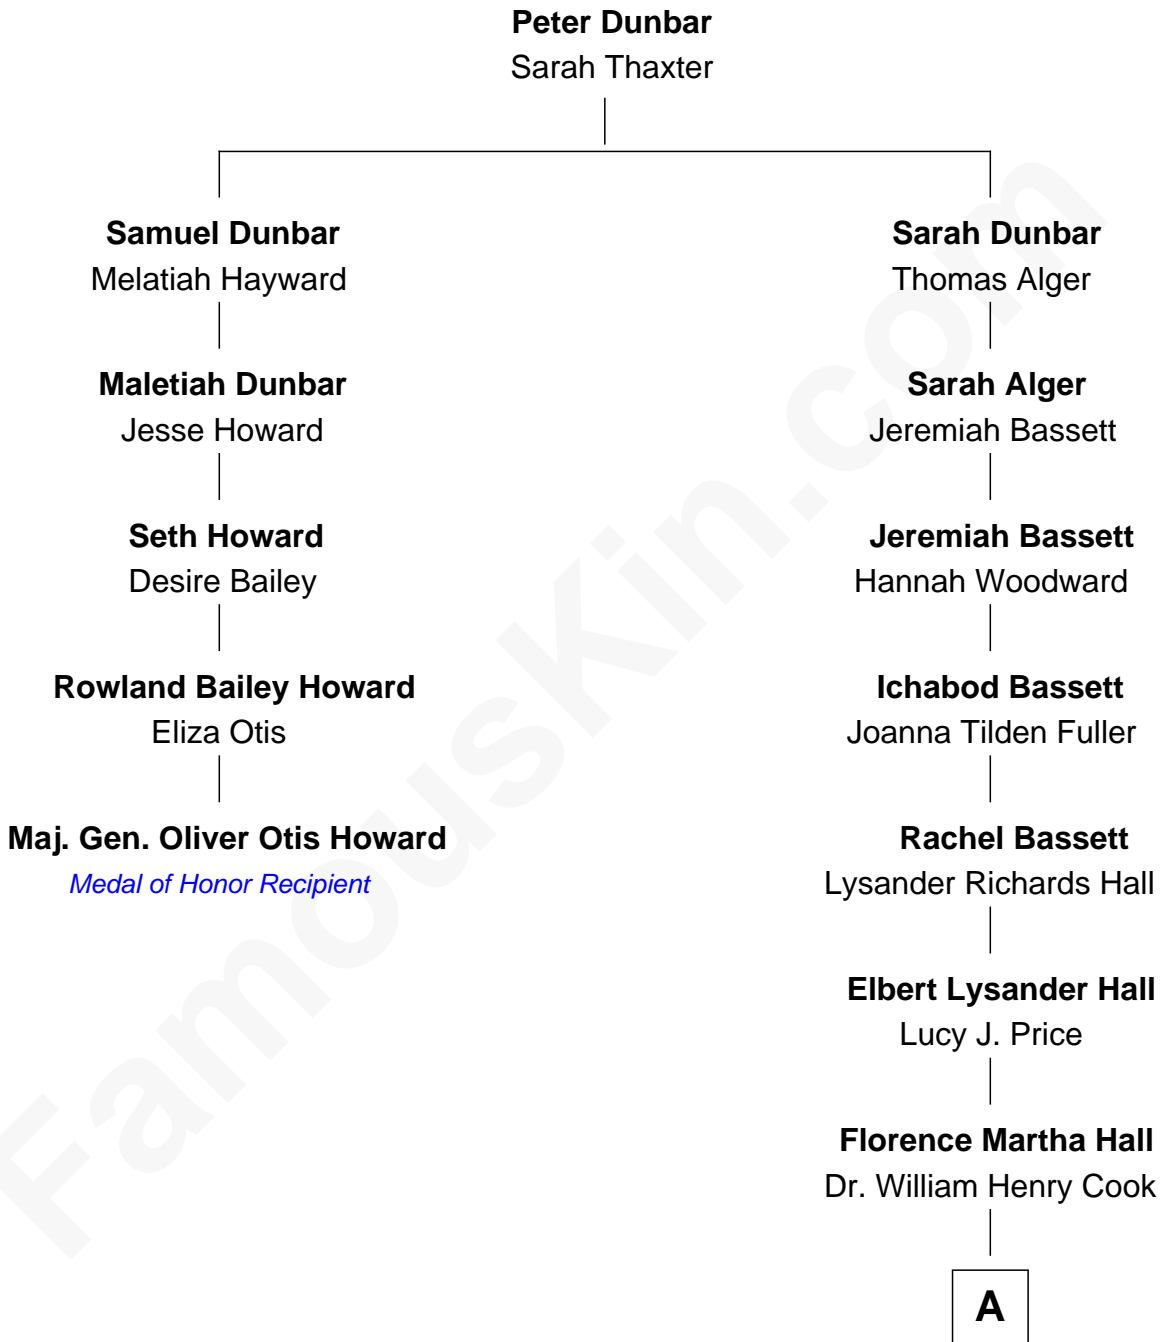 Peter Dunbar
Sarah Thaxter
Samuel Dunbar
Melatiah Hayward
Maletiah Dunbar
Jesse Howard
Seth Howard
Desire Bailey
Rowland Bailey Howard
Eliza Otis
Maj. Gen. Oliver Otis Howard
Medal of Honor Recipient
Sarah Dunbar
Thomas Alger
Sarah Alger
Jeremiah Bassett
Jeremiah Bassett
Hannah Woodward
Ichabod Bassett
Joanna Tilden Fuller
Rachel Bassett
Lysander Richards Hall
Elbert Lysander Hall
Lucy J. Price
Florence Martha Hall
Dr. William Henry Cook
A
FamousKin.com